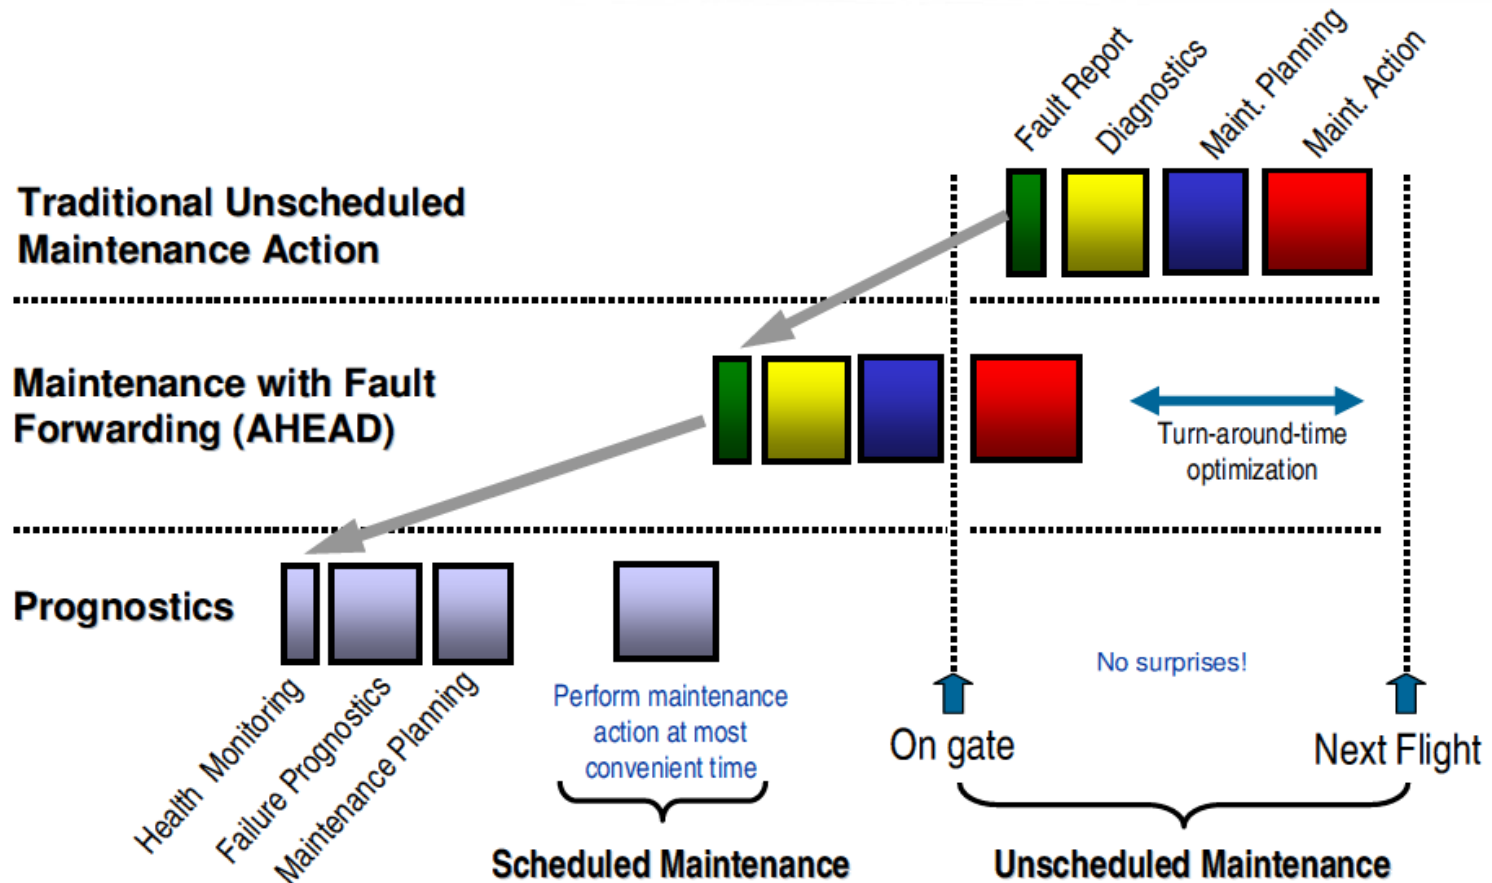 Fault Report
Diagnostics
Maint. Planning
Maint. Action
Traditional Unscheduled
Maintenance Action
Maintenance with Fault
Forwarding (AHEAD)
Turn-around-time
optimization
Prognostics
Health Monitoring
Failure Prognostics
Maintenance Planning
Perform maintenance
action at most
convenient time
No surprises!
On gate
Next Flight
Scheduled Maintenance
Unscheduled Maintenance